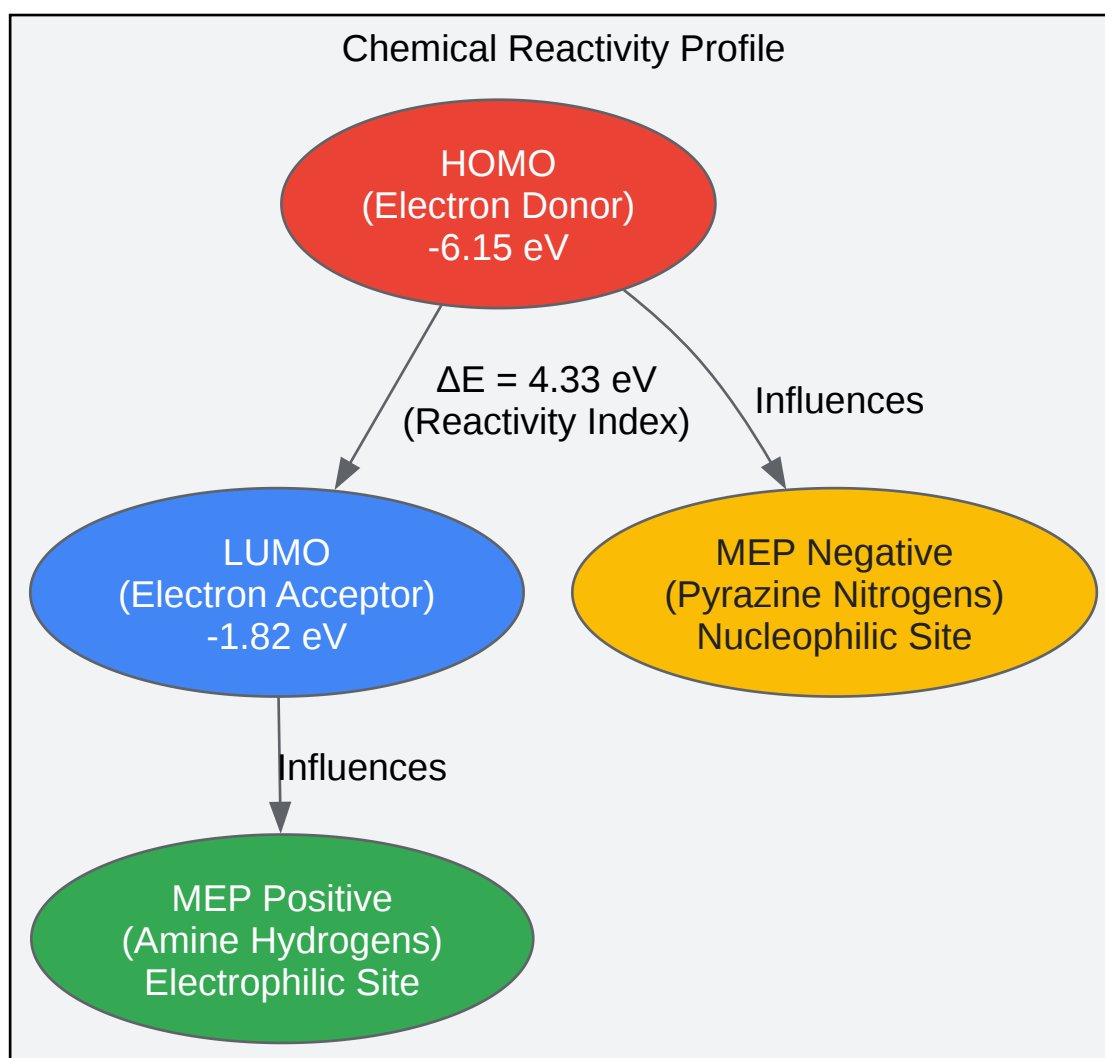 Chemical Reactivity Profile
HOMO
(Electron Donor)
-6.15 eV
ΔE = 4.33 eV
(Reactivity Index)
Influences
LUMO
(Electron Acceptor)
-1.82 eV
MEP Negative
(Pyrazine Nitrogens)
Nucleophilic Site
Influences
MEP Positive
(Amine Hydrogens)
Electrophilic Site